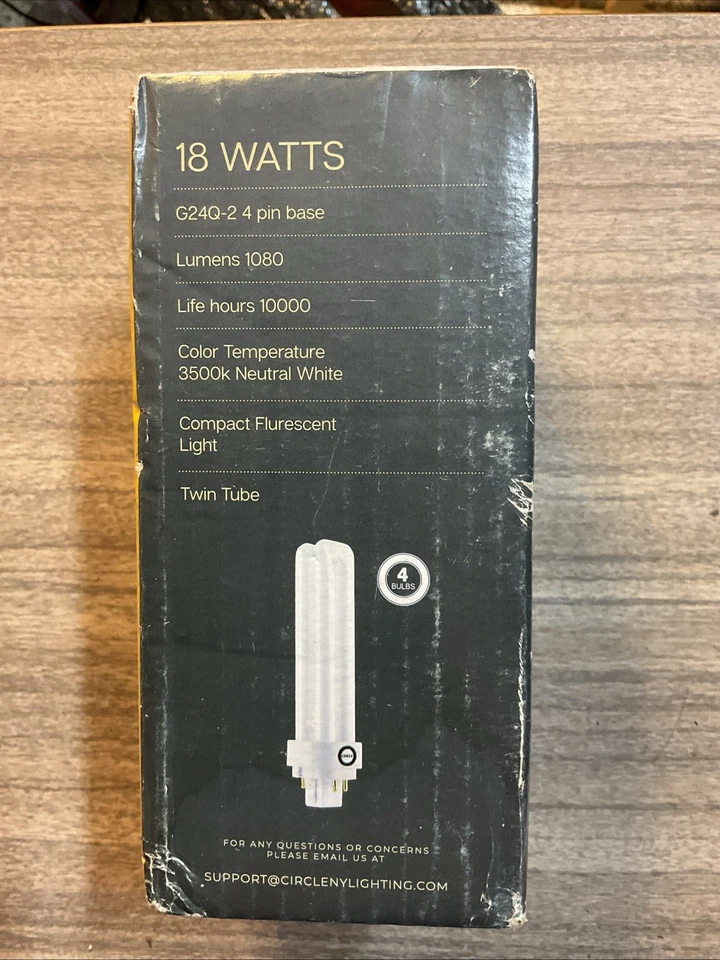 18 WATTS
G24Q-2 4 pin base
Lumens 1080
Life hours 10000
Color Temperature
3500k Neutral White
Compact Flurescent
Light
Twin Tube
4
BULBS
FOR ANY QUESTIONS OR CONCERNS
PLEASE EMAIL US AT
SUPPORT@CIRCLENYLIGHTING.COM